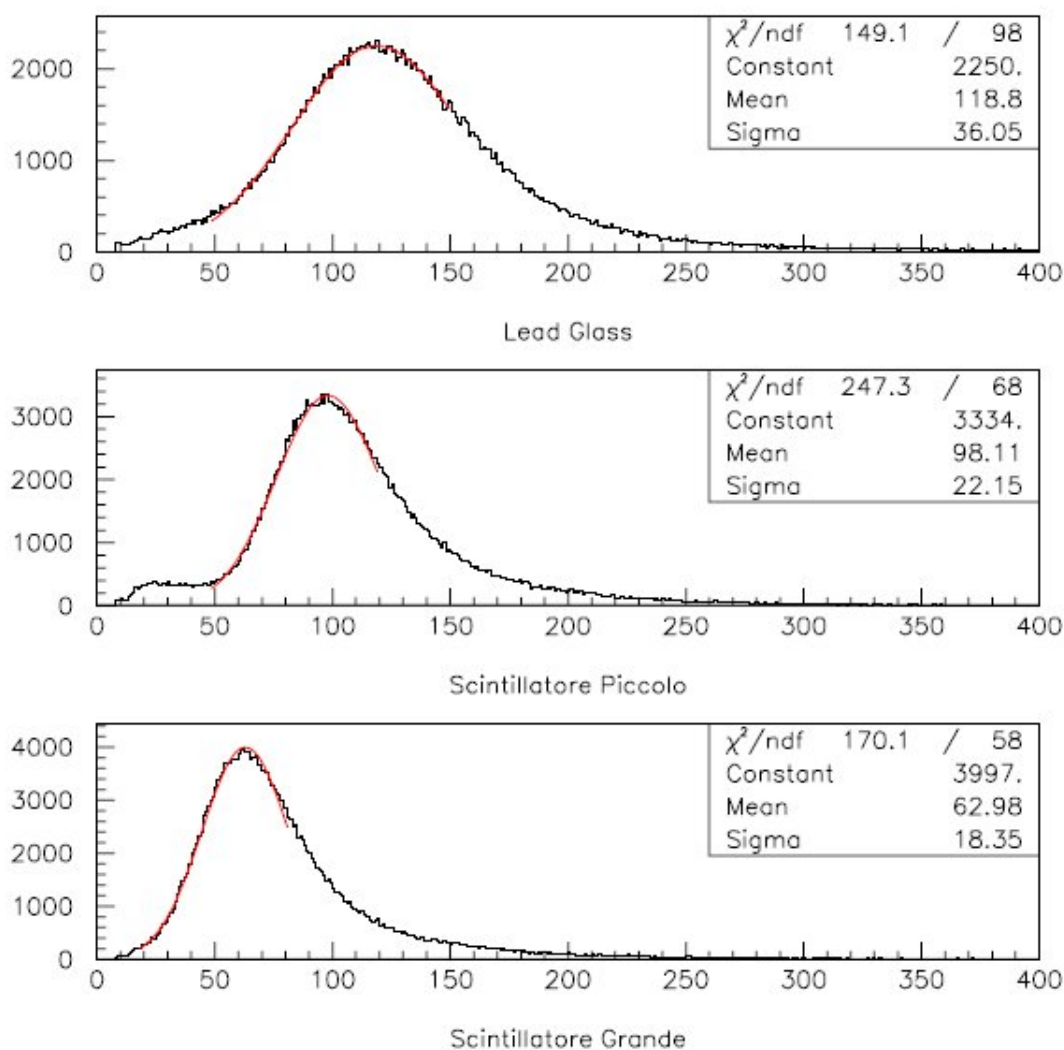 χ²/ndf 149.1 / 98
Constant 2250.
Mean 118.8
Sigma 36.05
2000
1000
0
0 50 100 150 200 250 300 350 400
Lead Glass
χ²/ndf 247.3 / 68
Constant 3334.
Mean 98.11
Sigma 22.15
3000
2000
1000
0
0 50 100 150 200 250 300 350 400
Scintillatore Piccolo
χ²/ndf 170.1 / 58
Constant 3997.
Mean 62.98
Sigma 18.35
4000
3000
2000
1000
0
0 50 100 150 200 250 300 350 400
Scintillatore Grande